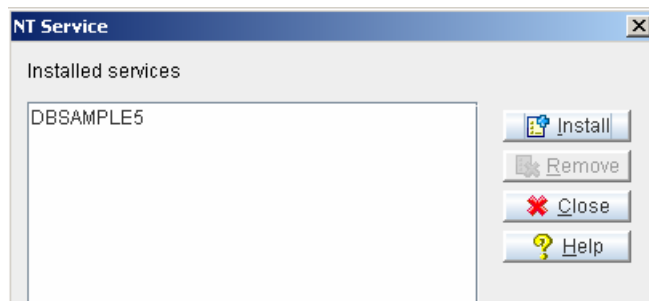 NT Service
Installed services
DBSAMPLE5
Install
Remove
Close
Help